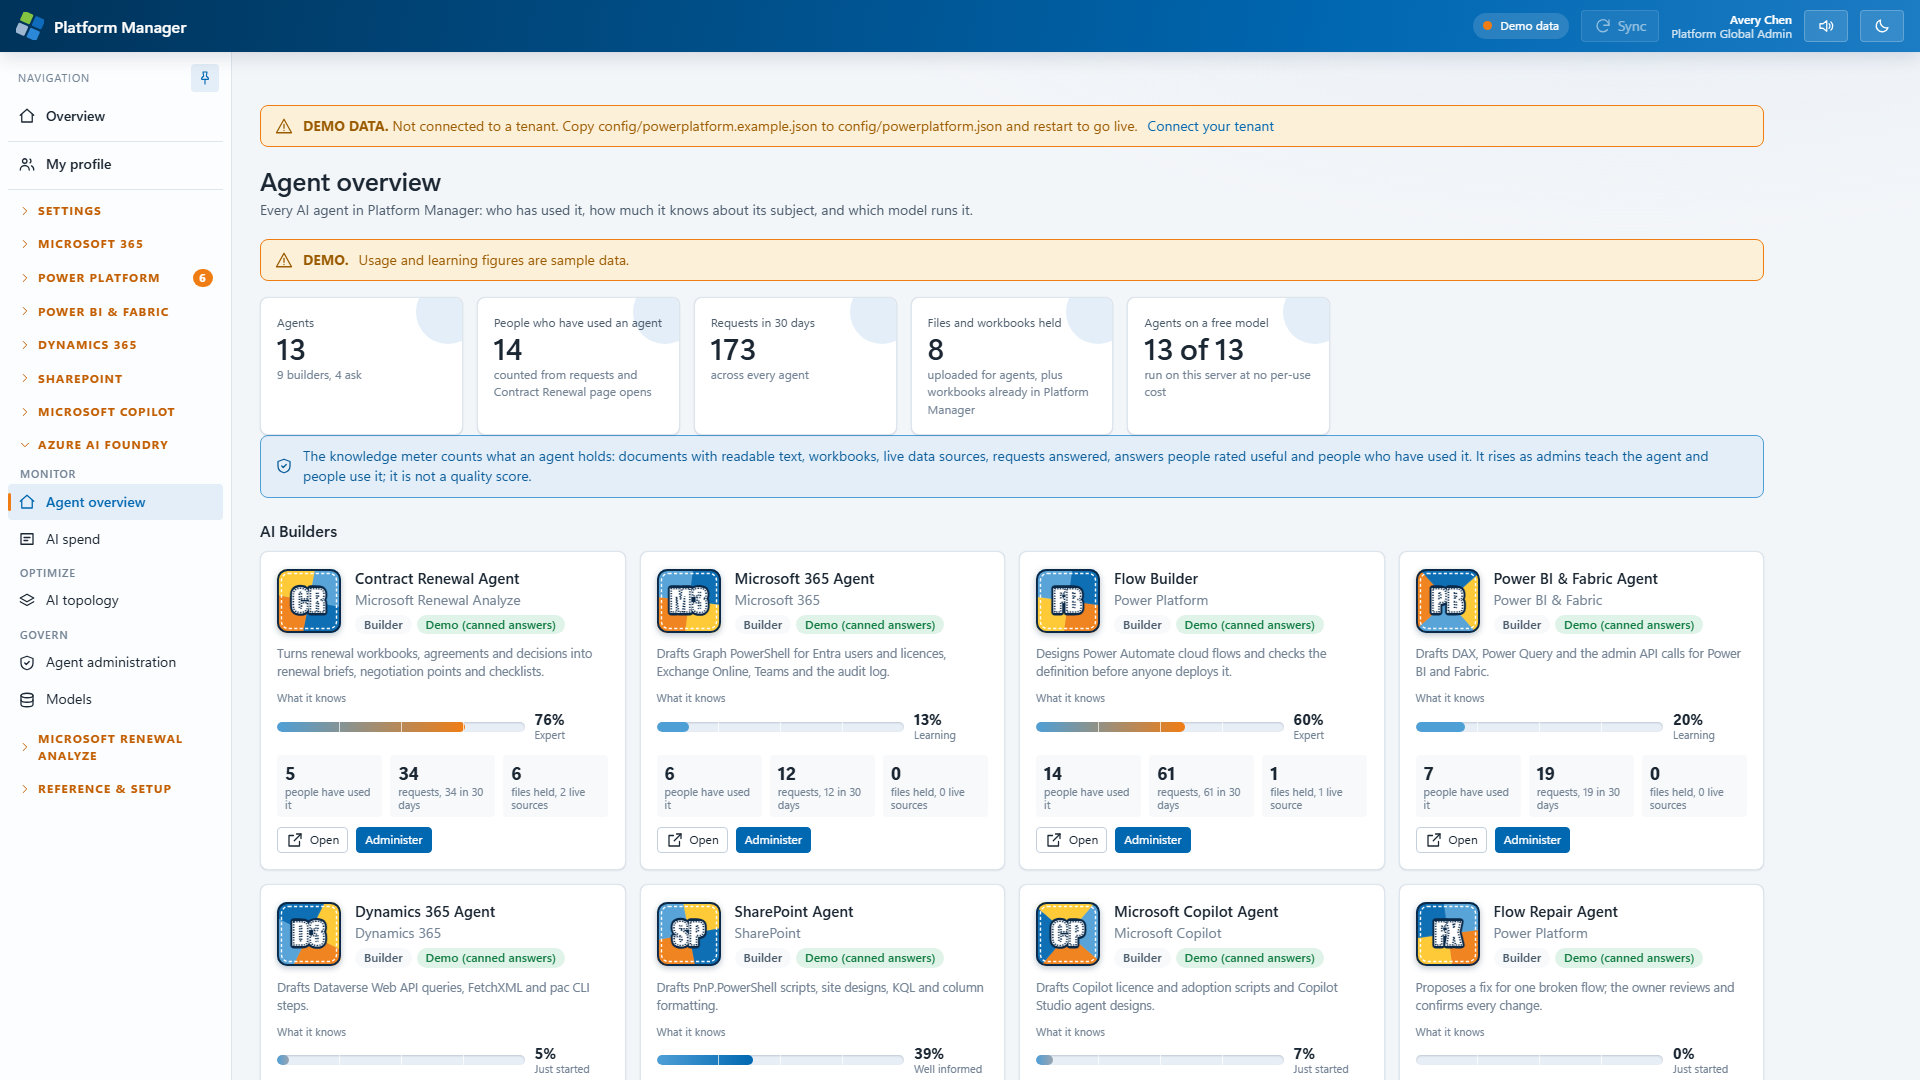 Platform Manager
Demo data
Sync
Avery Chen
Platform Global Admin
NAVIGATION
Overview
My profile
SETTINGS
MICROSOFT 365
POWER PLATFORM
6
POWER BI & FABRIC
DYNAMICS 365
SHAREPOINT
MICROSOFT COPILOT
AZURE AI FOUNDRY
MONITOR
Agent overview
AI spend
OPTIMIZE
AI topology
GOVERN
Agent administration
Models
MICROSOFT RENEWAL
ANALYZE
REFERENCE & SETUP
DEMO DATA. Not connected to a tenant. Copy config/powerplatform.example.json to config/powerplatform.json and restart to go live. Connect your tenant
Agent overview
Every AI agent in Platform Manager: who has used it, how much it knows about its subject, and which model runs it.
DEMO. Usage and learning figures are sample data.
Agents
13
9 builders, 4 ask
People who have used an agent
14
counted from requests and
Contract Renewal page opens
Requests in 30 days
173
across every agent
Files and workbooks held
8
uploaded for agents, plus
workbooks already in Platform
Manager
Agents on a free model
13 of 13
run on this server at no per-use
cost
The knowledge meter counts what an agent holds: documents with readable text, workbooks, live data sources, requests answered, answers people rated useful and people who have used it. It rises as admins teach the agent and
people use it; it is not a quality score.
AI Builders
CR
Contract Renewal Agent
Microsoft Renewal Analyze
Builder
Demo (canned answers)
Turns renewal workbooks, agreements and decisions into
renewal briefs, negotiation points and checklists.
What it knows
76%
Expert
5
people have used
it
34
requests, 34 in 30
days
6
files held, 2 live
sources
Open
Administer
M3
Microsoft 365 Agent
Microsoft 365
Builder
Demo (canned answers)
Drafts Graph PowerShell for Entra users and licences,
Exchange Online, Teams and the audit log.
What it knows
13%
Learning
6
people have used
it
12
requests, 12 in 30
days
0
files held, 0 live
sources
Open
Administer
FB
Flow Builder
Power Platform
Builder
Demo (canned answers)
Designs Power Automate cloud flows and checks the
definition before anyone deploys it.
What it knows
60%
Expert
14
people have used
it
61
requests, 61 in 30
days
1
files held, 1 live
source
Open
Administer
PB
Power BI & Fabric Agent
Power BI & Fabric
Builder
Demo (canned answers)
Drafts DAX, Power Query and the admin API calls for Power
BI and Fabric.
What it knows
20%
Learning
7
people have used
it
19
requests, 19 in 30
days
0
files held, 0 live
sources
Open
Administer
D3
Dynamics 365 Agent
Dynamics 365
Builder
Demo (canned answers)
Drafts Dataverse Web API queries, FetchXML and pac CLI
steps.
What it knows
5%
Just started
SP
SharePoint Agent
SharePoint
Builder
Demo (canned answers)
Drafts PnP.PowerShell scripts, site designs, KQL and column
formatting.
What it knows
39%
Well informed
CP
Microsoft Copilot Agent
Microsoft Copilot
Builder
Demo (canned answers)
Drafts Copilot licence and adoption scripts and Copilot
Studio agent designs.
What it knows
7%
Just started
FX
Flow Repair Agent
Power Platform
Builder
Demo (canned answers)
Proposes a fix for one broken flow; the owner reviews and
confirms every change.
What it knows
0%
Just started